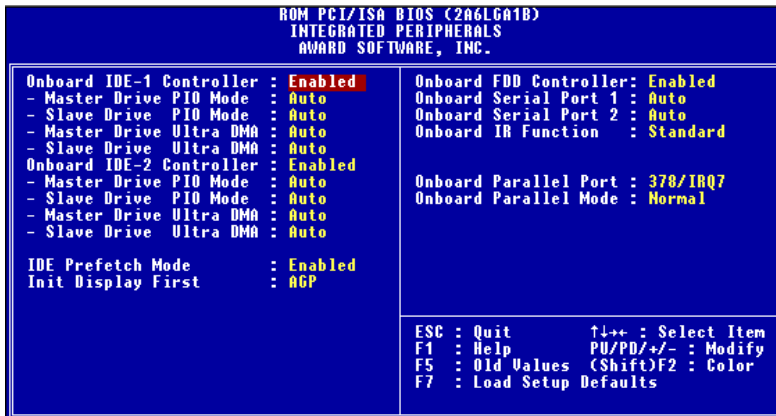 ROM PCI/ISA BIOS (2A6LGA1B)
INTEGRATED PERIPHERALS
AWARD SOFTWARE, INC.
Onboard IDE-1 Controller : Enabled
- Master Drive PIO Mode : Auto
- Slave Drive PIO Mode : Auto
- Master Drive Ultra DMA : Auto
- Slave Drive Ultra DMA : Auto
Onboard IDE-2 Controller : Enabled
- Master Drive PIO Mode : Auto
- Slave Drive PIO Mode : Auto
- Master Drive Ultra DMA : Auto
- Slave Drive Ultra DMA : Auto
IDE Prefetch Mode : Enabled
Init Display First : AGP
Onboard FDD Controller: Enabled
Onboard Serial Port 1 : Auto
Onboard Serial Port 2 : Auto
Onboard IR Function : Standard
Onboard Parallel Port : 378/IRQ7
Onboard Parallel Mode : Normal
ESC : Quit ↑↓→← : Select Item
F1 : Help PU/PD/+/- : Modify
F5 : Old Values (Shift)F2 : Color
F7 : Load Setup Defaults